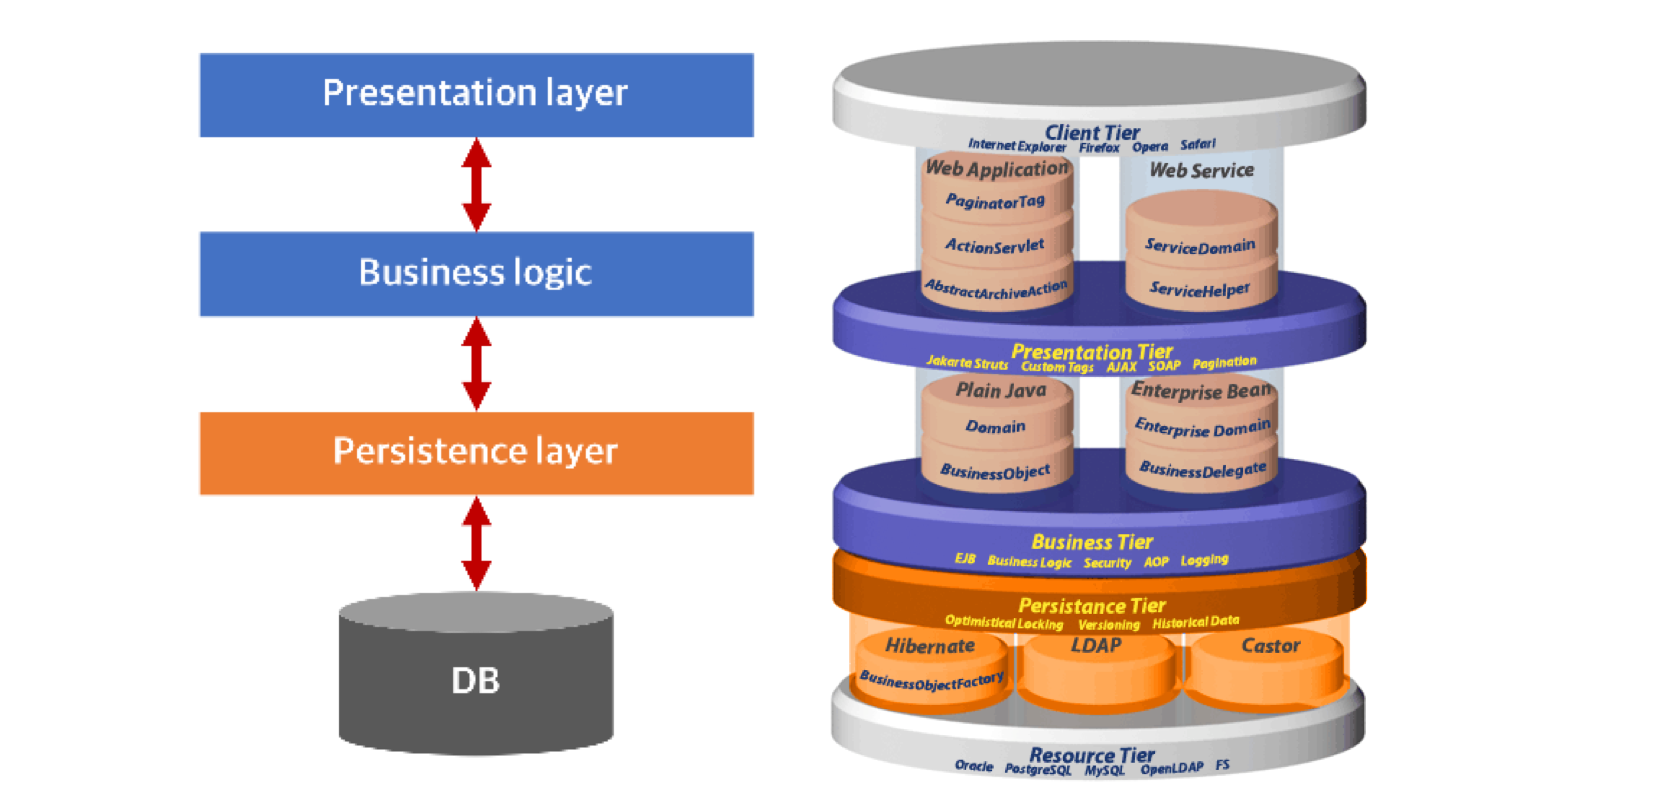 Presentation layer
Business logic
Persistence layer
DB
Client Tier
Internet Explorer Firefox Opera Safari
Web Application
PaginatorTag
ActionServlet
AbstractArchiveAction
Web Service
ServiceDomain
ServiceHelper
Presentation Tier
Jakarta Struts Custom Tags AJAX SOAP Pagination
Plain Java
Domain
BusinessObject
Enterprise Bean
Enterprise Domain
BusinessDelegate
Business Tier
EJB Business Logic Security AOP Logging
Persistance Tier
Optimistical Locking Versioning Historical Data
Hibernate
BusinessObjectFactory
LDAP
Castor
Resource Tier
Oracle PostgreSQL MySQL OpenLDAP FS